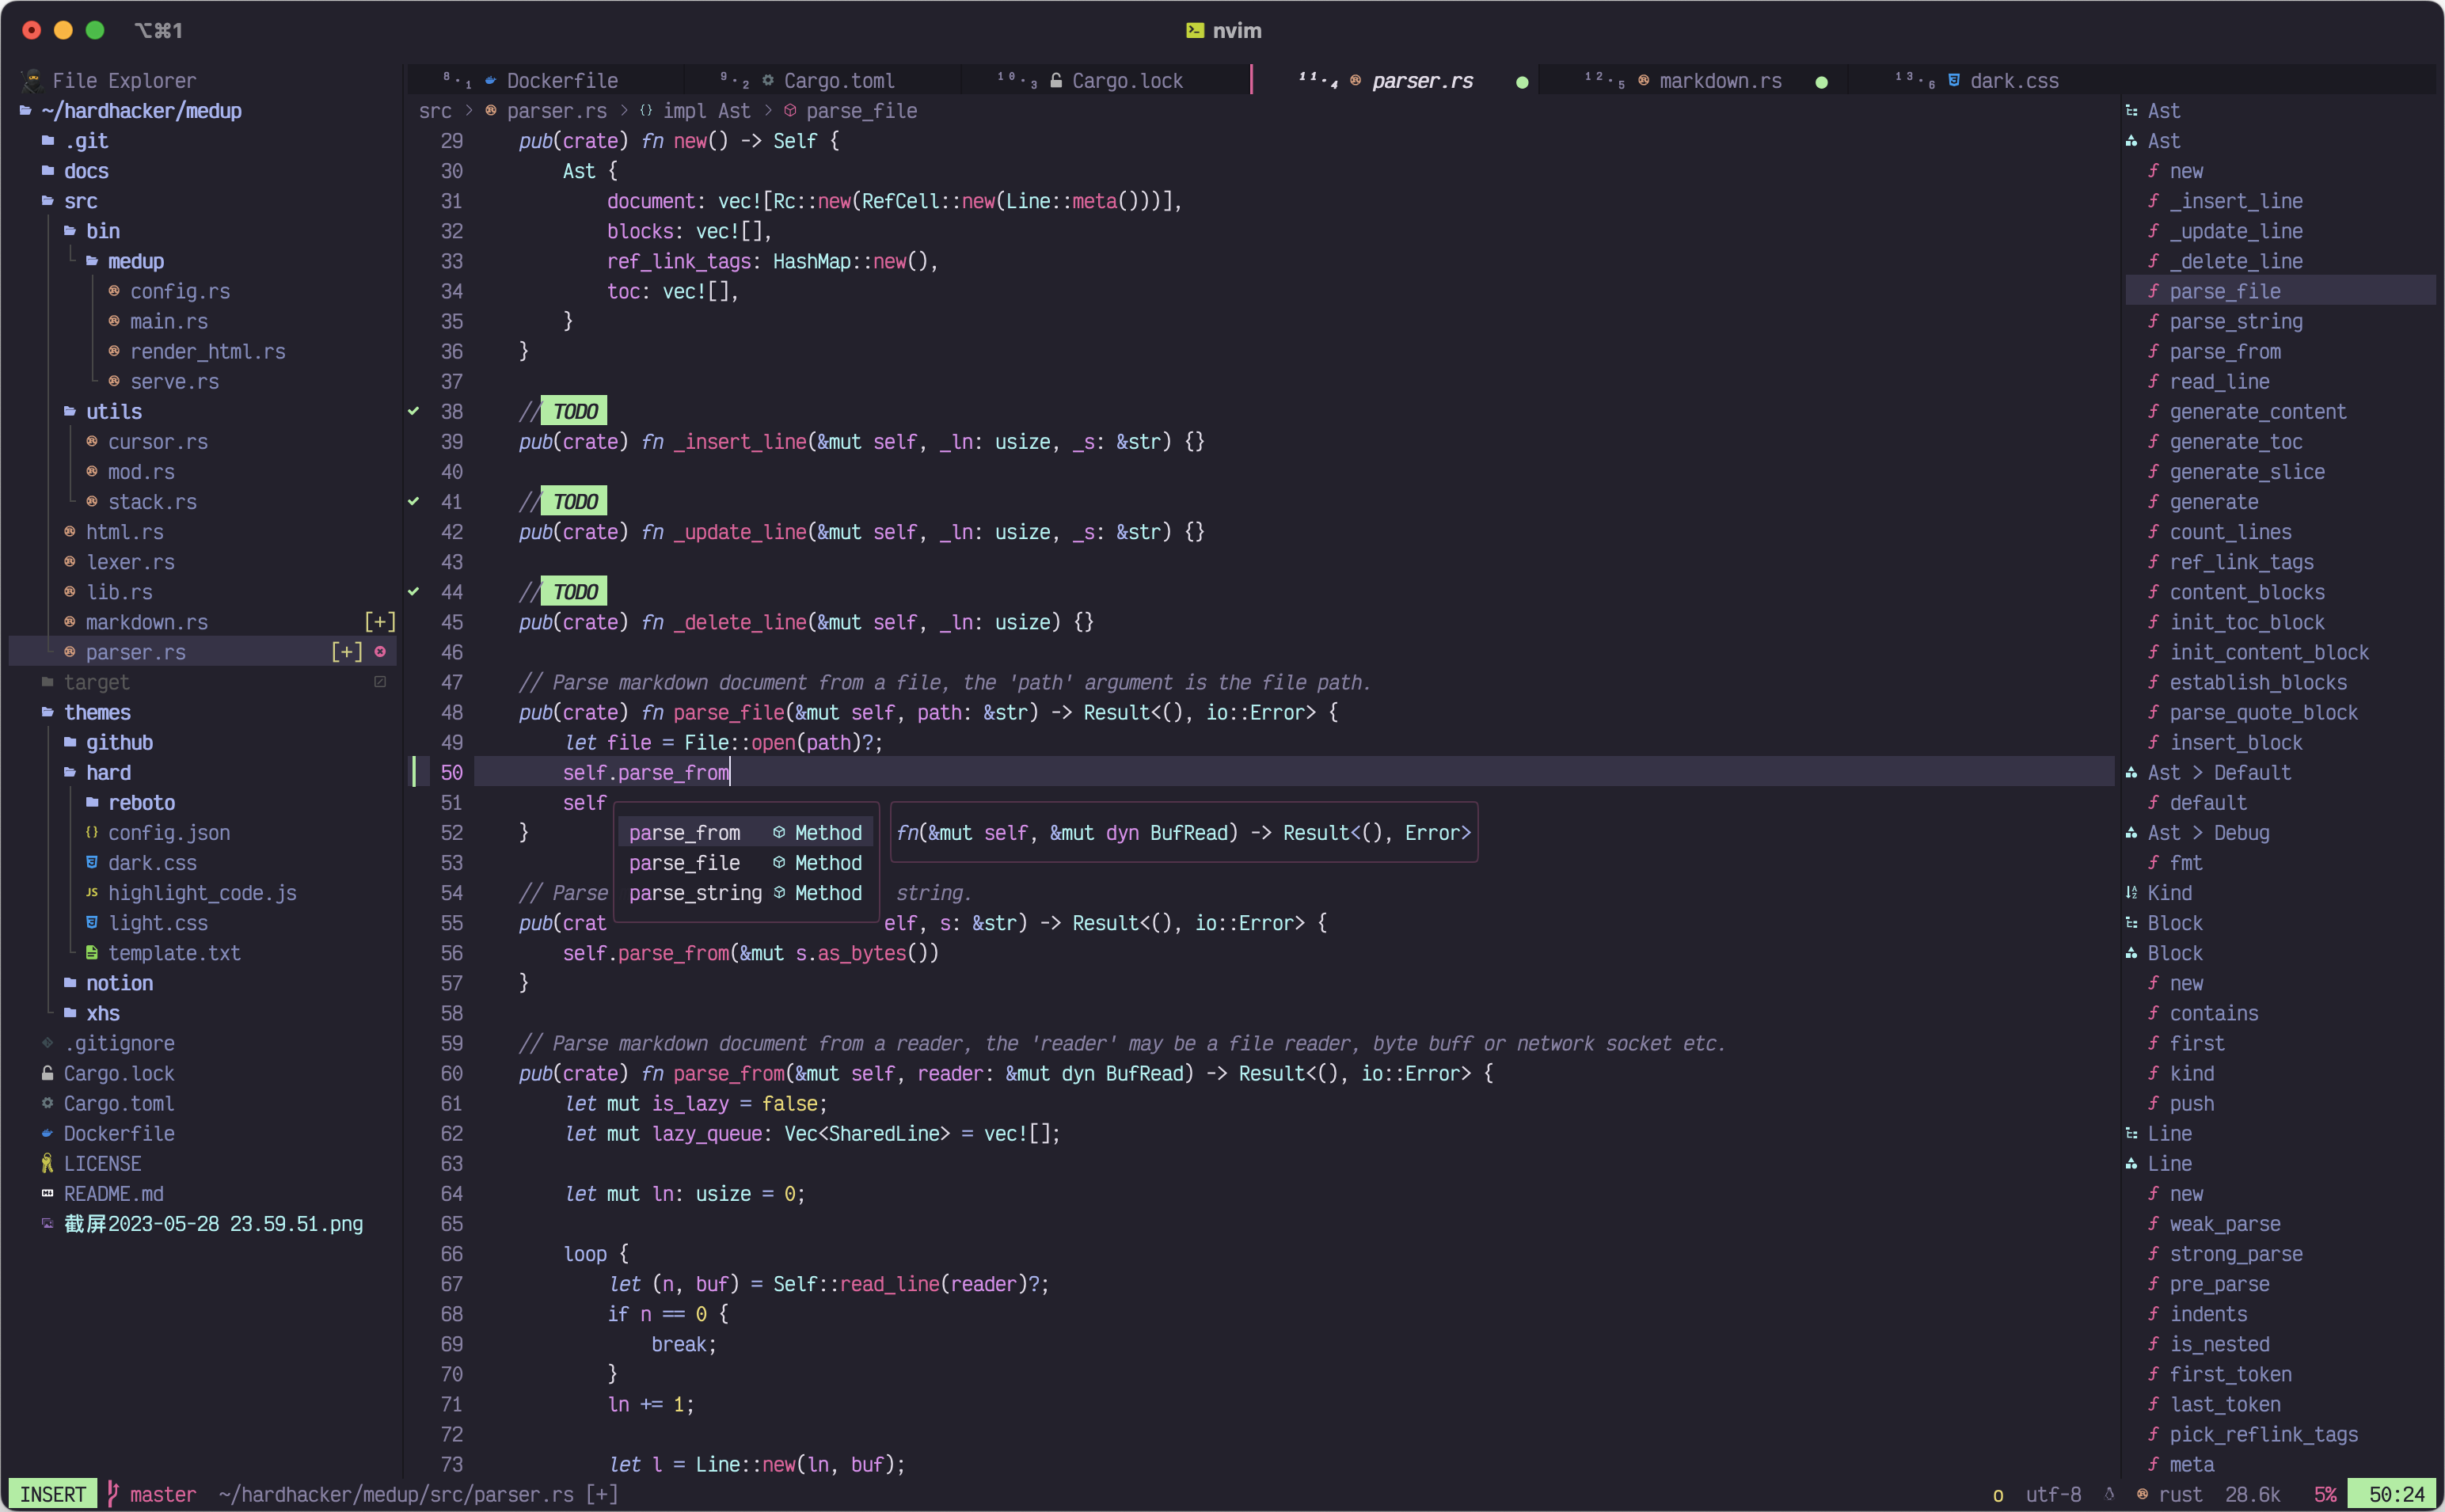 ⌥⌘1
nvim
File Explorer
~/hardhacker/medup
.git
docs
src
bin
medup
config.rs
main.rs
render_html.rs
serve.rs
utils
cursor.rs
mod.rs
stack.rs
html.rs
lexer.rs
lib.rs
markdown.rs [+]
parser.rs [+]
target
themes
github
hard
reboto
config.json
dark.css
highlight_code.js
light.css
template.txt
notion
xhs
.gitignore
Cargo.lock
Cargo.toml
Dockerfile
LICENSE
README.md
截屏2023-05-28 23.59.51.png
⁸·₁ Dockerfile ⁹·₂ Cargo.toml ¹⁰·₃ Cargo.lock ¹¹·₄ parser.rs ● ¹²·₅ markdown.rs ● ¹³·₆ dark.css
src > parser.rs > {} impl Ast > parse_file
29 pub(crate) fn new() -> Self {
30 Ast {
31 document: vec![Rc::new(RefCell::new(Line::meta()))],
32 blocks: vec![],
33 ref_link_tags: HashMap::new(),
34 toc: vec![],
35 }
36 }
37
38 // TODO
39 pub(crate) fn _insert_line(&mut self, _ln: usize, _s: &str) {}
40
41 // TODO
42 pub(crate) fn _update_line(&mut self, _ln: usize, _s: &str) {}
43
44 // TODO
45 pub(crate) fn _delete_line(&mut self, _ln: usize) {}
46
47 // Parse markdown document from a file, the 'path' argument is the file path.
48 pub(crate) fn parse_file(&mut self, path: &str) -> Result<(), io::Error> {
49 let file = File::open(path)?;
50 self.parse_from
51 self
52 }
53
54 // Parse string.
55 pub(crat elf, s: &str) -> Result<(), io::Error> {
56 self.parse_from(&mut s.as_bytes())
57 }
58
59 // Parse markdown document from a reader, the 'reader' may be a file reader, byte buff or network socket etc.
60 pub(crate) fn parse_from(&mut self, reader: &mut dyn BufRead) -> Result<(), io::Error> {
61 let mut is_lazy = false;
62 let mut lazy_queue: Vec<SharedLine> = vec![];
63
64 let mut ln: usize = 0;
65
66 loop {
67 let (n, buf) = Self::read_line(reader)?;
68 if n == 0 {
69 break;
70 }
71 ln += 1;
72
73 let l = Line::new(ln, buf);
parse_from Method
parse_file Method
parse_string Method
fn(&mut self, &mut dyn BufRead) -> Result<(), Error>
Ast
Ast
f new
f _insert_line
f _update_line
f _delete_line
f parse_file
f parse_string
f parse_from
f read_line
f generate_content
f generate_toc
f generate_slice
f generate
f count_lines
f ref_link_tags
f content_blocks
f init_toc_block
f init_content_block
f establish_blocks
f parse_quote_block
f insert_block
Ast > Default
f default
Ast > Debug
f fmt
Kind
Block
Block
f new
f contains
f first
f kind
f push
Line
Line
f new
f weak_parse
f strong_parse
f pre_parse
f indents
f is_nested
f first_token
f last_token
f pick_reflink_tags
f meta
INSERT master ~/hardhacker/medup/src/parser.rs [+] o utf-8 rust 28.6k 5% 50:24